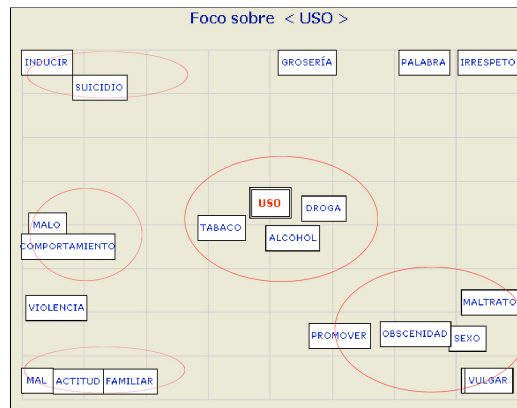 Foco sobre < USO >
INDUCIR
GROSERÍA
PALABRA
IRRESPETO
SUICIDIO
USO
DROGA
MALO
TABACO
ALCOHOL
COMPORTAMIENTO
VIOLENCIA
MALTRATO
PROMOVER
OBSCENIDAD
SEXO
MAL
ACTITUD
FAMILIAR
VULGAR